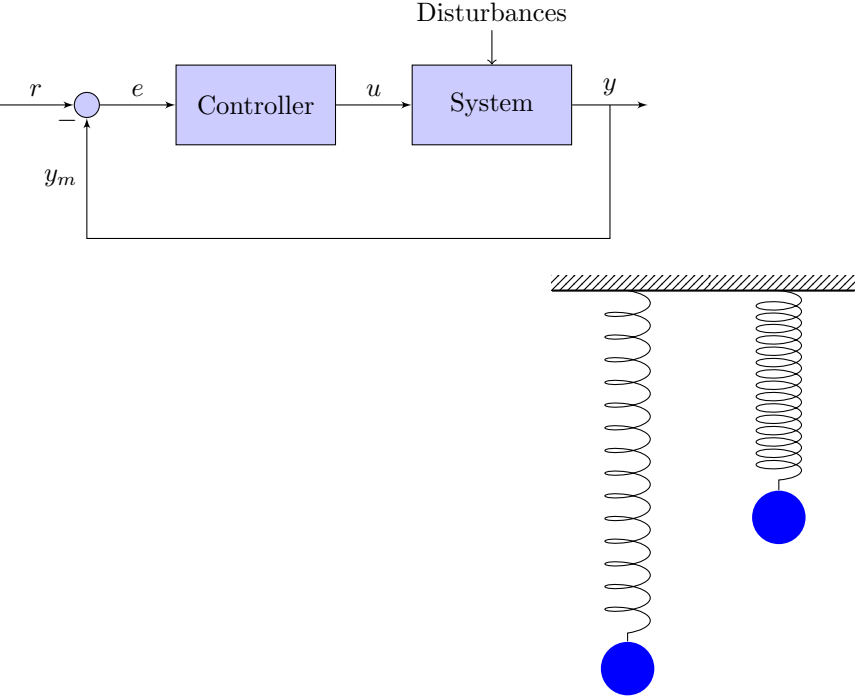 Disturbances
r
e
Controller
u
System
y
−
y_m